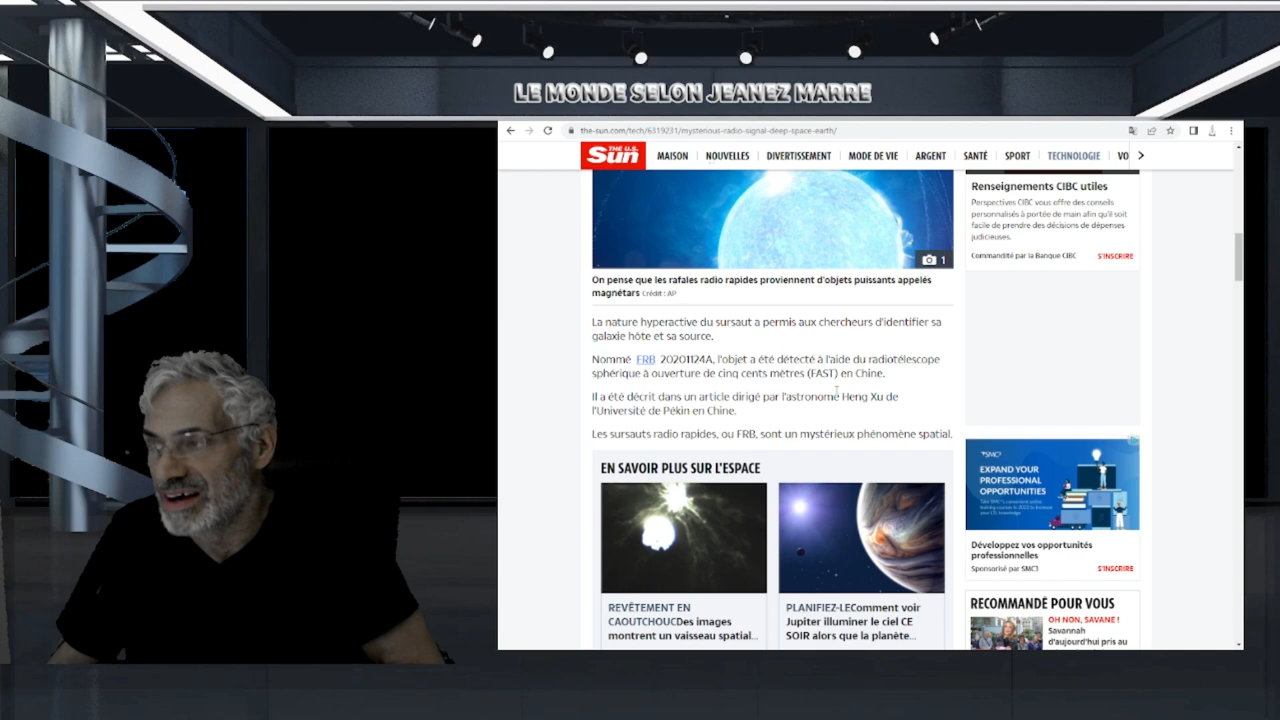 LE MONDE SELON JEANEZ MARRE
the-sun.com/tech/6319231/mysterious-radio-signal-deep-space-earth/
THE U.S. Sun
MAISON
NOUVELLES
DIVERTISSEMENT
MODE DE VIE
ARGENT
SANTÉ
SPORT
TECHNOLOGIE
VO
1
On pense que les rafales radio rapides proviennent d'objets puissants appelés
magnétars Crédit : AP
La nature hyperactive du sursaut a permis aux chercheurs d'identifier sa
galaxie hôte et sa source.
Nommé FRB 20201124A, l'objet a été détecté à l'aide du radiotélescope
sphérique à ouverture de cinq cents mètres (FAST) en Chine.
Il a été décrit dans un article dirigé par l'astronome Heng Xu de
l'Université de Pékin en Chine.
Les sursauts radio rapides, ou FRB, sont un mystérieux phénomène spatial.
EN SAVOIR PLUS SUR L'ESPACE
REVÊTEMENT EN
CAOUTCHOUCDes images
montrent un vaisseau spatial...
PLANIFIEZ-LEComment voir
Jupiter illuminer le ciel CE
SOIR alors que la planète...
Renseignements CIBC utiles
Perspectives CIBC vous offre des conseils
personnalisés à portée de main afin qu'il soit
facile de prendre des décisions de dépenses
judicieuses.
Commandité par la Banque CIBC
S'INSCRIRE
SMC³
EXPAND YOUR
PROFESSIONAL
OPPORTUNITIES
Développez vos opportunités
professionnelles
Sponsorisé par SMC3
S'INSCRIRE
RECOMMANDÉ POUR VOUS
OH NON, SAVANE !
Savannah
d'aujourd'hui pris au